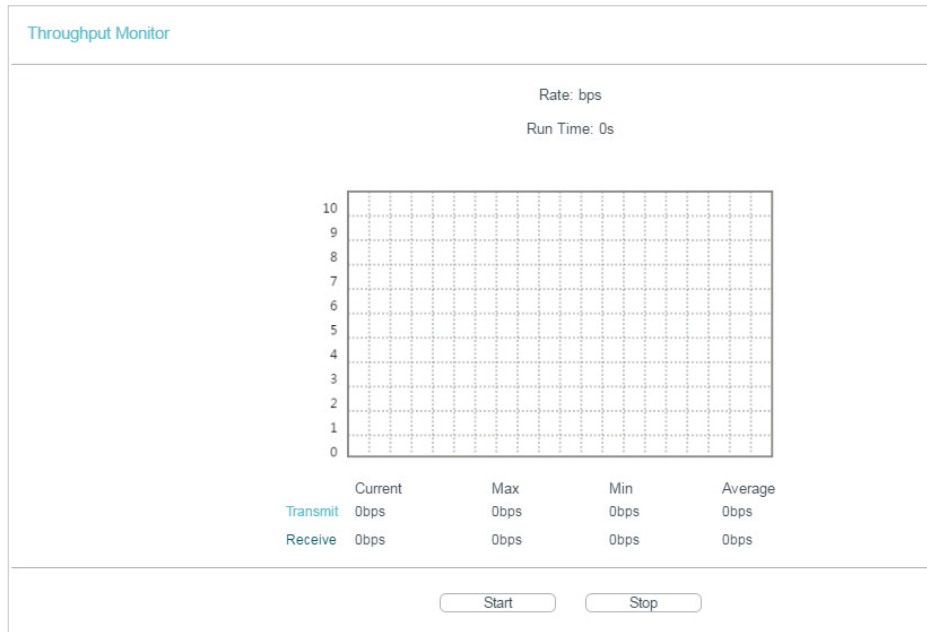 Throughput Monitor
Rate: bps
Run Time: 0s
10
9
8
7
6
5
4
3
2
1
0
Current Max Min Average
Transmit 0bps 0bps 0bps 0bps
Receive 0bps 0bps 0bps 0bps
Start Stop